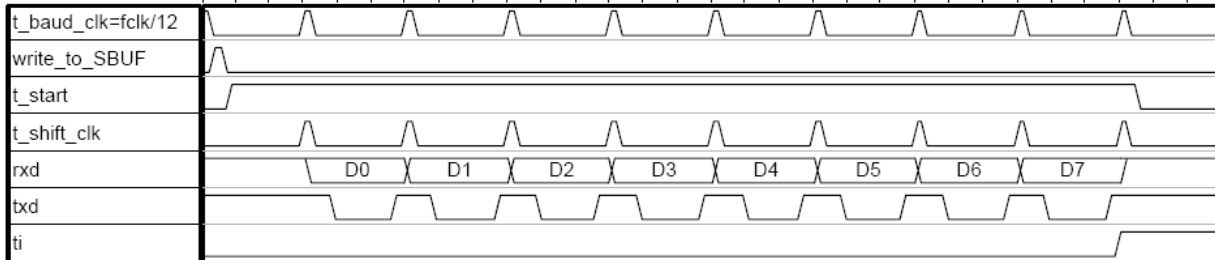 t_baud_clk=fclk/12
write_to_SBUF
t_start
t_shift_clk
rxd D0 D1 D2 D3 D4 D5 D6 D7
txd
ti